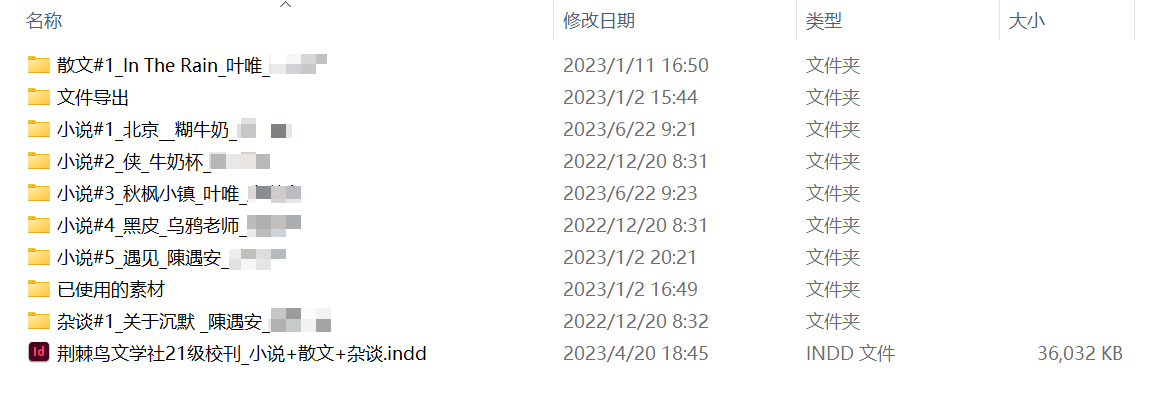 名称 修改日期 类型 大小
散文#1_In The Rain_叶唯_ 2023/1/11 16:50 文件夹
文件导出 2023/1/2 15:44 文件夹
小说#1_北京__糊牛奶_ 2023/6/22 9:21 文件夹
小说#2_侠_牛奶杯_ 2022/12/20 8:31 文件夹
小说#3_秋枫小镇_叶唯_ 2023/6/22 9:23 文件夹
小说#4_黑皮_乌鸦老师_ 2022/12/20 8:31 文件夹
小说#5_遇见_陳遇安_ 2023/1/2 20:21 文件夹
已使用的素材 2023/1/2 16:49 文件夹
杂谈#1_关于沉默 _陳遇安_ 2022/12/20 8:32 文件夹
Id 荆棘鸟文学社21级校刊_小说+散文+杂谈.indd 2023/4/20 18:45 INDD 文件 36,032 KB